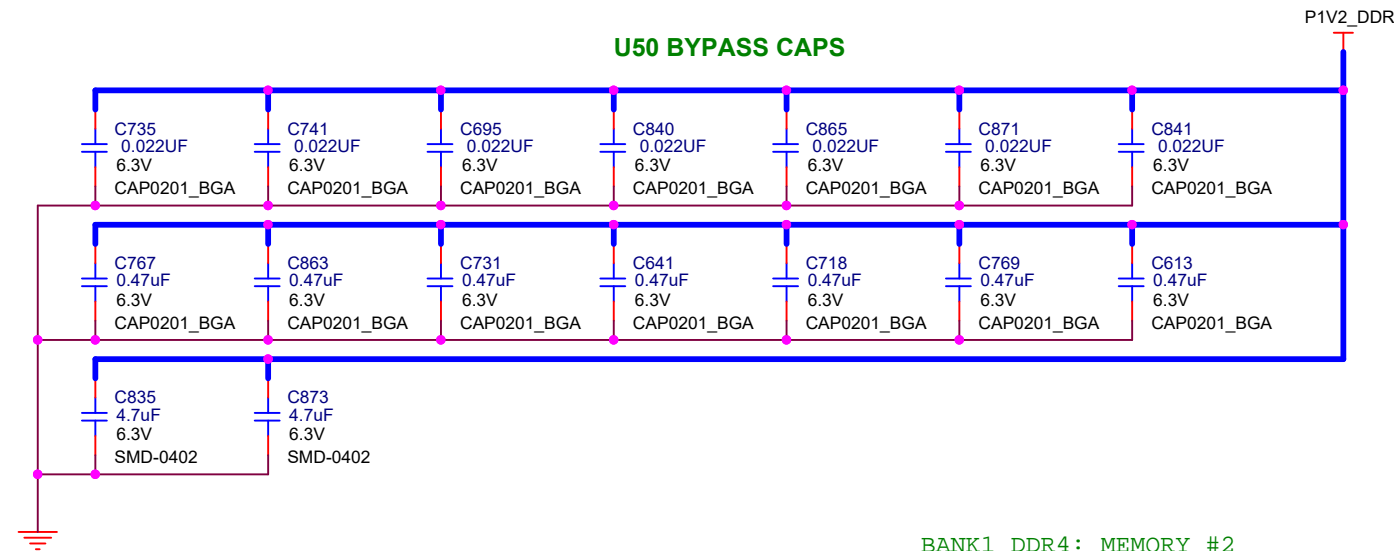 P1V2_DDR
U50 BYPASS CAPS
C735
0.022UF
6.3V
CAP0201_BGA
C741
0.022UF
6.3V
CAP0201_BGA
C695
0.022UF
6.3V
CAP0201_BGA
C840
0.022UF
6.3V
CAP0201_BGA
C865
0.022UF
6.3V
CAP0201_BGA
C871
0.022UF
6.3V
CAP0201_BGA
C841
0.022UF
6.3V
CAP0201_BGA
C767
0.47uF
6.3V
CAP0201_BGA
C863
0.47uF
6.3V
CAP0201_BGA
C731
0.47uF
6.3V
CAP0201_BGA
C641
0.47uF
6.3V
CAP0201_BGA
C718
0.47uF
6.3V
CAP0201_BGA
C769
0.47uF
6.3V
CAP0201_BGA
C613
0.47uF
6.3V
CAP0201_BGA
C835
4.7uF
6.3V
SMD-0402
C873
4.7uF
6.3V
SMD-0402
BANK1 DDR4: MEMORY #2